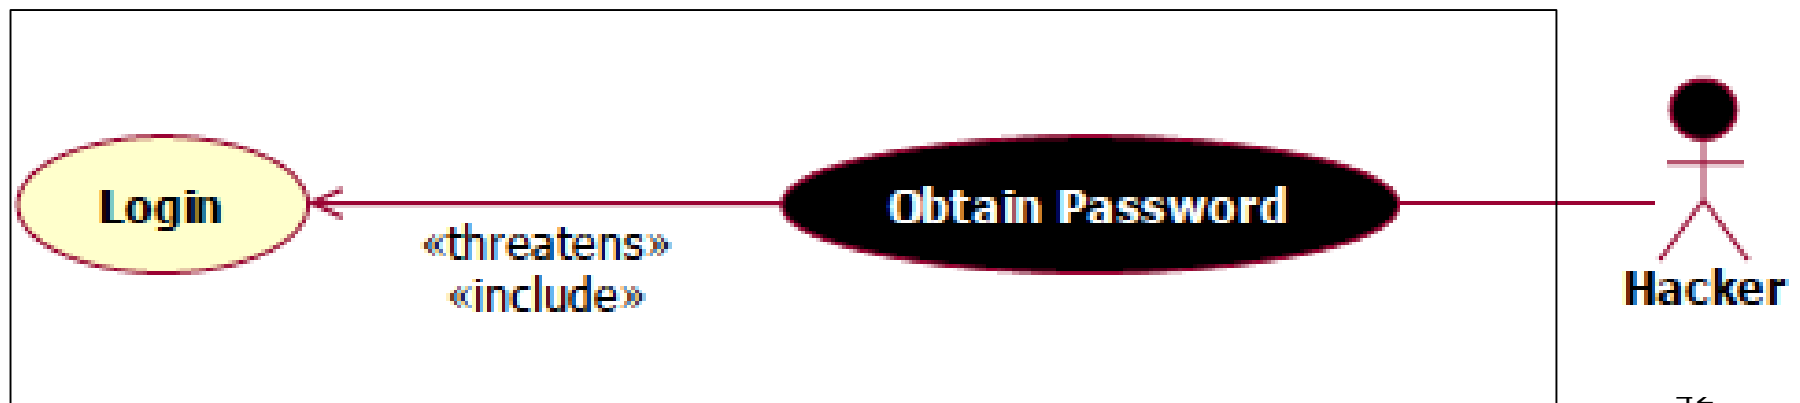 Login
«threatens»
«include»
Obtain Password
Hacker